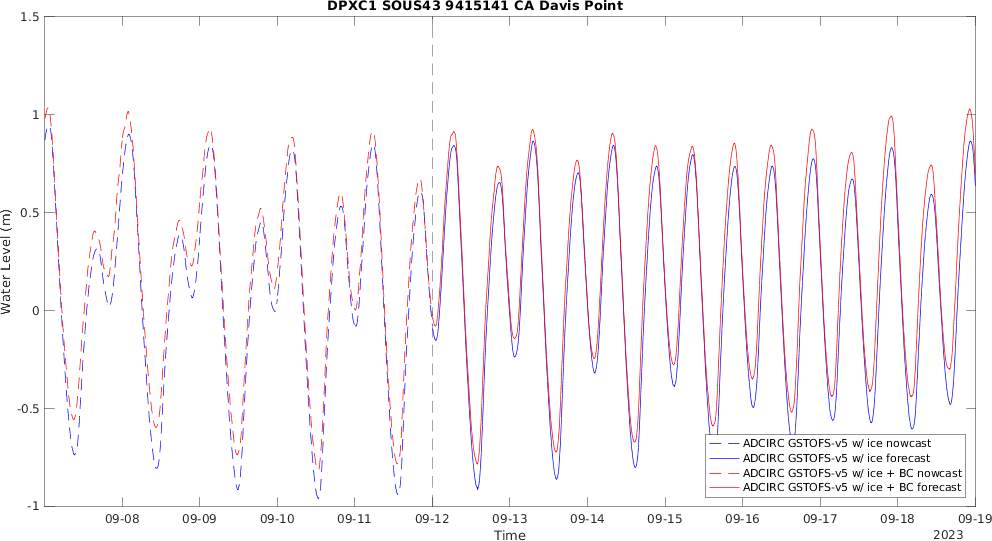 DPXC1 SOUS43 9415141 CA Davis Point
1.5
1
0.5
0
-0.5
-1
Water Level (m)
ADCIRC GSTOFS-v5 w/ ice nowcast
ADCIRC GSTOFS-v5 w/ ice forecast
ADCIRC GSTOFS-v5 w/ ice + BC nowcast
ADCIRC GSTOFS-v5 w/ ice + BC forecast
09-08 09-09 09-10 09-11 09-12 09-13 09-14 09-15 09-16 09-17 09-18 09-19
Time
2023